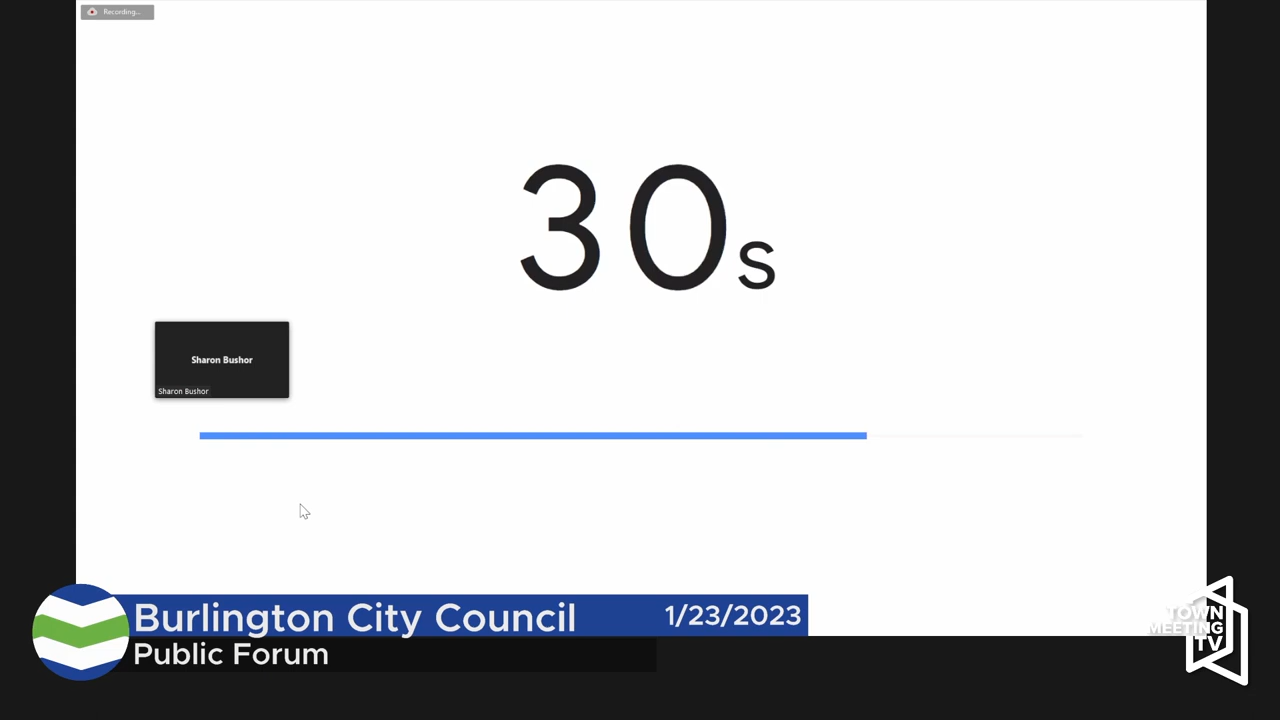 Recording...
30s
Sharon Bushor
Sharon Bushor
Burlington City Council 1/23/2023
Public Forum
TOWN
MEETING
TV